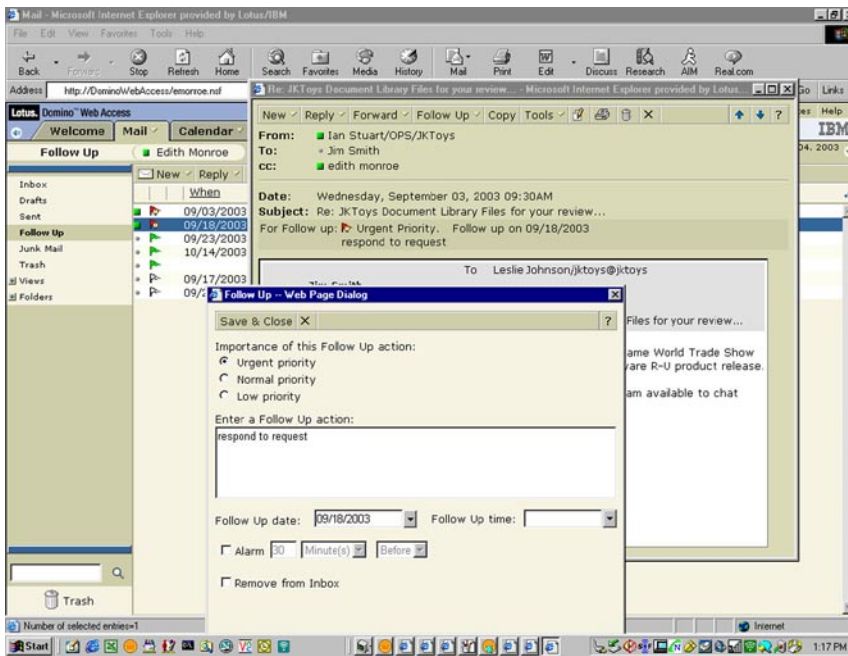 Mail - Microsoft Internet Explorer provided by Lotus/IBM
File Edit View Favorites Tools Help
Back Forward Stop Refresh Home Search Favorites Media History Mail Print Edit Discuss Research AIM Real.com
Address http://DominoWebAccess/emorroe.nsf
Go Links
Lotus. Domino™ Web Access
Help
Welcome Mail Calendar
IBM
Follow Up Edith Monroe
04, 2003
Inbox
Drafts
Sent
Follow Up
Junk Mail
Trash
Views
Folders
New Reply
When
09/03/2003
09/18/2003
09/23/2003
10/14/2003
09/17/2003
Re: JKToys Document Library Files for your review... - Microsoft Internet Explorer provided by Lotus...
New Reply Forward Follow Up Copy Tools ?
From: Ian Stuart/OPS/JKToys
To: Jim Smith
cc: edith monroe
Date: Wednesday, September 03, 2003 09:30AM
Subject: Re: JKToys Document Library Files for your review...
For Follow up: Urgent Priority. Follow up on 09/18/2003
respond to request
To Leslie Johnson/jktoys@jktoys
Jim Smith
Files for your review...
ame World Trade Show
ware R-U product release.
am available to chat
Follow Up -- Web Page Dialog
Save & Close X ?
Importance of this Follow Up action:
Urgent priority
Normal priority
Low priority
Enter a Follow Up action:
respond to request
Follow Up date: 09/18/2003 Follow Up time:
Alarm 30 Minute(s) Before
Remove from Inbox
Trash
Number of selected entries=1
Internet
Start
1:17 PM